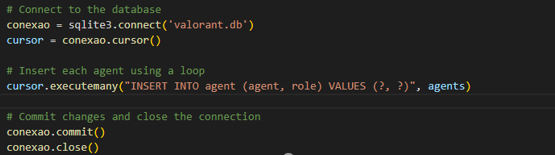 # Connect to the database
conexao = sqlite3.connect('valorant.db')
cursor = conexao.cursor()
# Insert each agent using a loop
cursor.executemany("INSERT INTO agent (agent, role) VALUES (?, ?)", agents)
# Commit changes and close the connection
conexao.commit()
conexao.close()